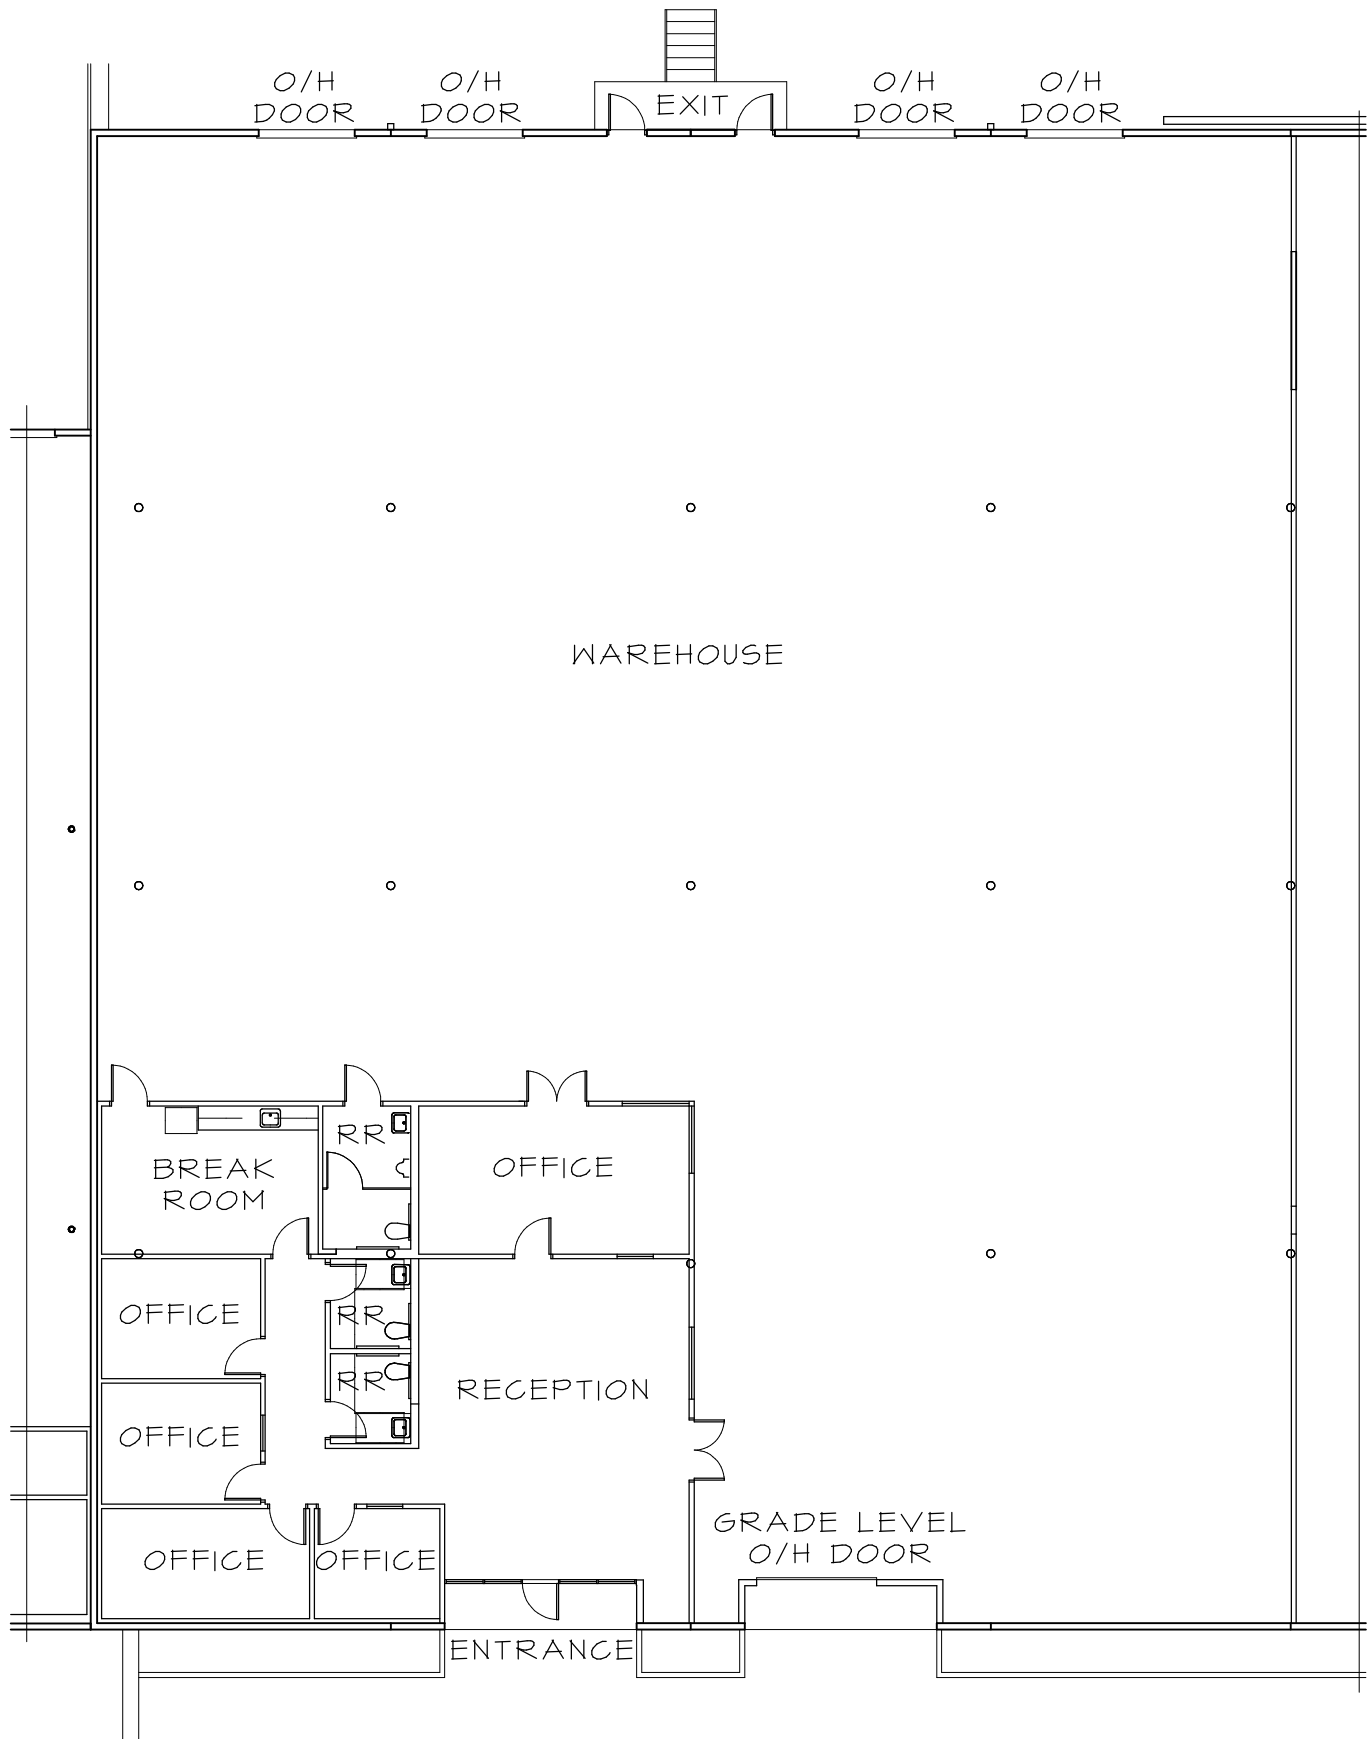 O/H
DOOR
O/H
DOOR
EXIT
O/H
DOOR
O/H
DOOR
WAREHOUSE
BREAK
ROOM
RR
OFFICE
OFFICE
RR
RR
RECEPTION
OFFICE
OFFICE
OFFICE
GRADE LEVEL
O/H DOOR
ENTRANCE